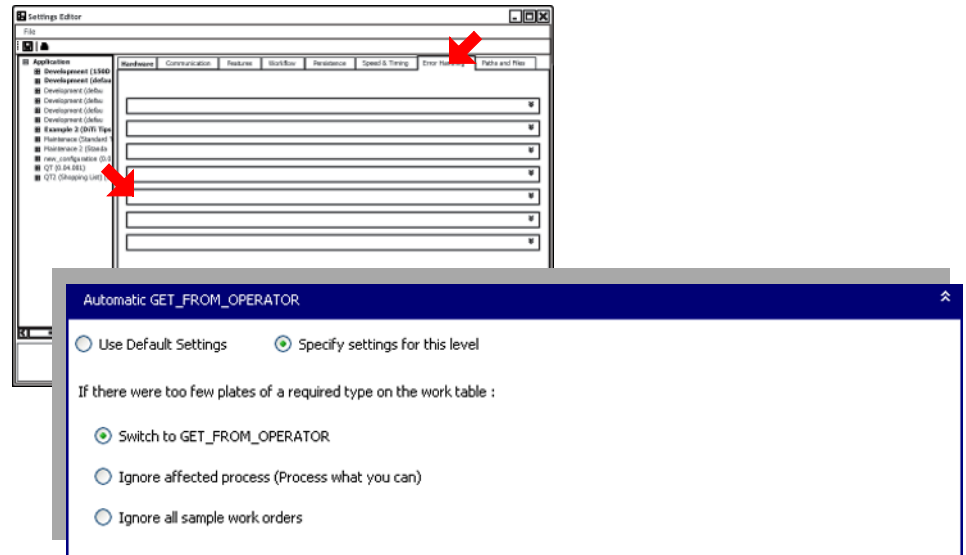 Settings Editor
File
Application
Development (1500
Development (defau
Development (defau
Development (defau
Development (defau
Development (defau
Example 2 (DiTi Tips
Maintenace (Standard T
Maintenace 2 (Standa
new_configuration (0.0
QT (0.04.001)
QT2 (Shopping List) (
Hardware Communication Features Workflow Persistence Speed & Timing Error Handling Paths and Files
Automatic GET_FROM_OPERATOR
Use Default Settings Specify settings for this level
If there were too few plates of a required type on the work table :
Switch to GET_FROM_OPERATOR
Ignore affected process (Process what you can)
Ignore all sample work orders